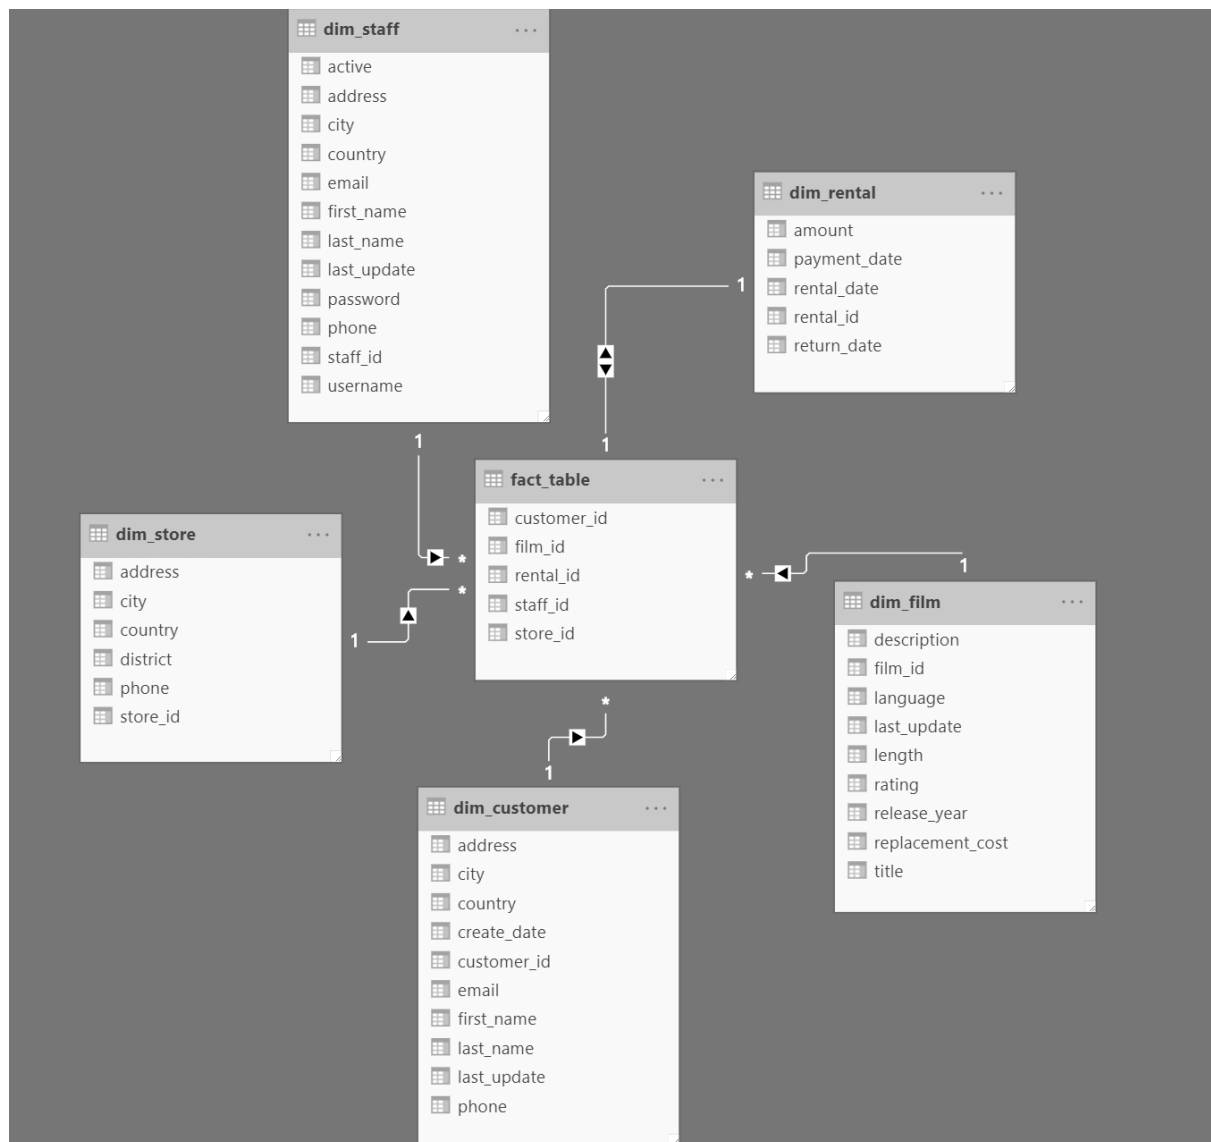 dim_staff
active
address
city
country
email
first_name
last_name
last_update
password
phone
staff_id
username
1
dim_rental
amount
payment_date
rental_date
rental_id
return_date
1
1
fact_table
customer_id
film_id
rental_id
staff_id
store_id
*
*
*
*
dim_store
address
city
country
district
phone
store_id
1
1
dim_film
description
film_id
language
last_update
length
rating
release_year
replacement_cost
title
1
dim_customer
address
city
country
create_date
customer_id
email
first_name
last_name
last_update
phone